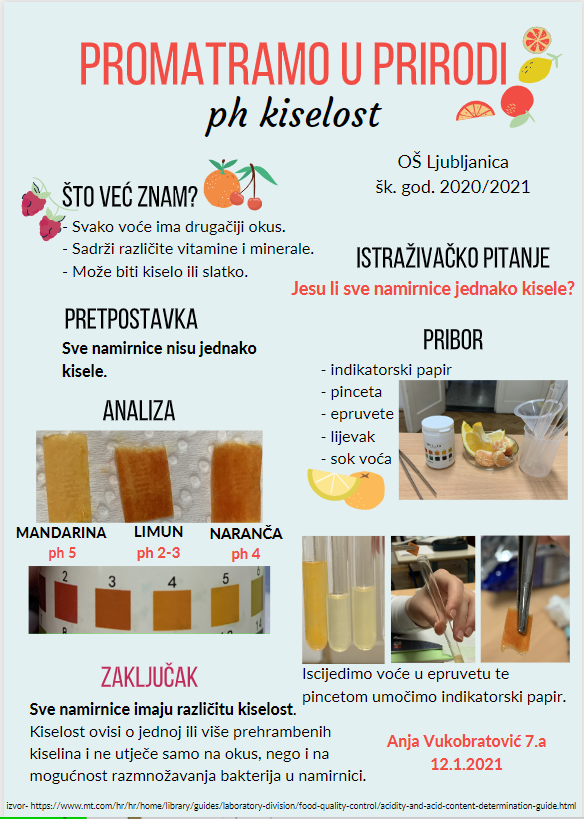 PROMATRAMO U PRIRODI
ph kiselost
OŠ Ljubljanica
šk. god. 2020/2021
ŠTO VEĆ ZNAM?
- Svako voće ima drugačiji okus.
- Sadrži različite vitamine i minerale.
- Može biti kiselo ili slatko.
ISTRAŽIVAČKO PITANJE
Jesu li sve namirnice jednako kisele?
PRETPOSTAVKA
Sve namirnice nisu jednako
kisele.
PRIBOR
- indikatorski papir
- pinceta
- epruvete
- lijevak
- sok voća
ANALIZA
MANDARINA
ph 5
LIMUN
ph 2-3
NARANČA
ph 4
2 3 4 5 6
8 14
Iscijedimo voće u epruvetu te
pincetom umočimo indikatorski papir.
ZAKLJUČAK
Sve namirnice imaju različitu kiselost.
Kiselost ovisi o jednoj ili više prehrambenih
kiselina i ne utječe samo na okus, nego i na
mogućnost razmnožavanja bakterija u namirnici.
Anja Vukobratović 7.a
12.1.2021
izvor- https://www.mt.com/hr/hr/home/library/guides/laboratory-division/food-quality-control/acidity-and-acid-content-determination-guide.html